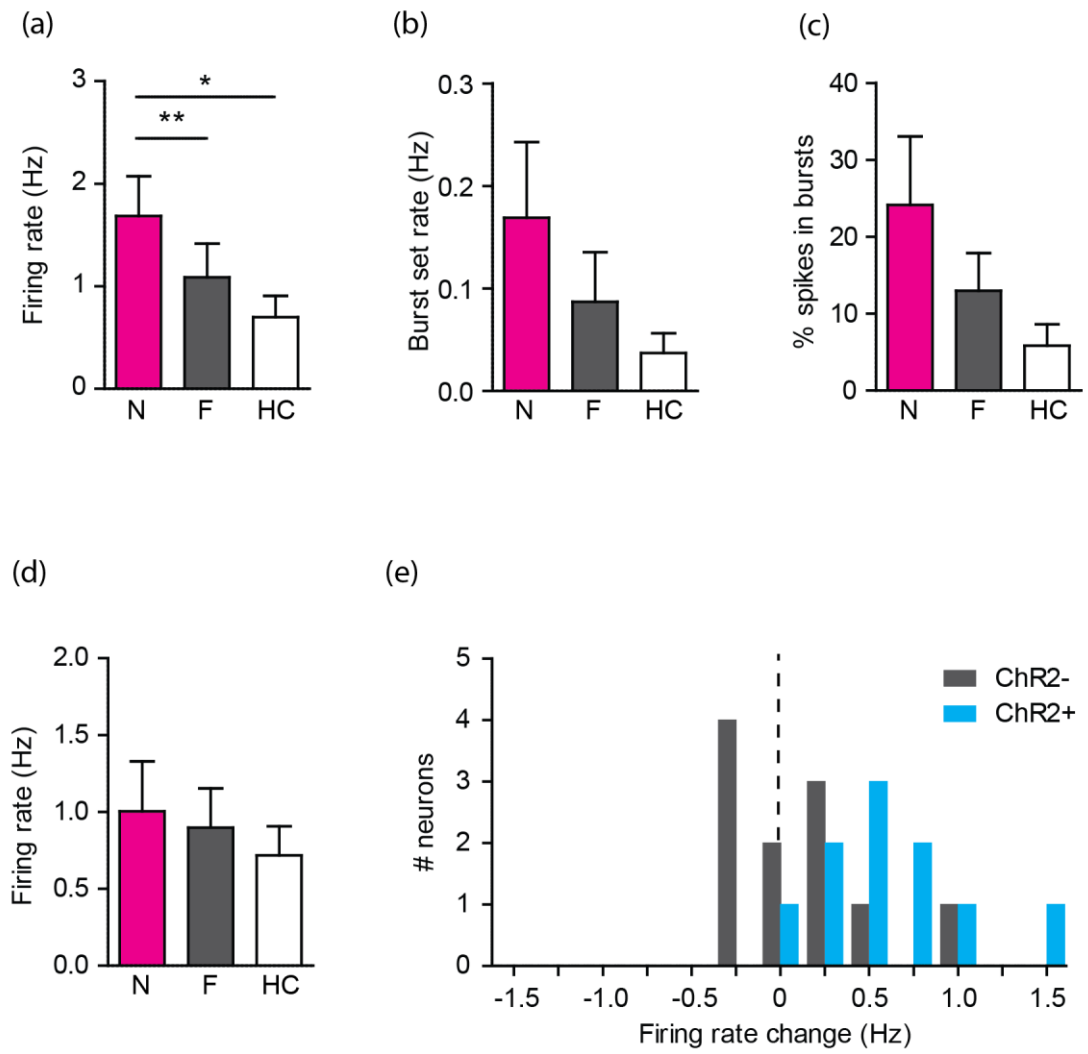 (a)
(b)
(c)
Firing rate (Hz)
3
2
1
0
*
**
N F HC
Burst set rate (Hz)
0.3
0.2
0.1
0.0
N F HC
% spikes in bursts
40
30
20
10
0
N F HC
(d)
(e)
Firing rate (Hz)
2.0
1.5
1.0
0.5
0.0
N F HC
# neurons
5
4
3
2
1
0
ChR2-
ChR2+
-1.5 -1.0 -0.5 0 0.5 1.0 1.5
Firing rate change (Hz)